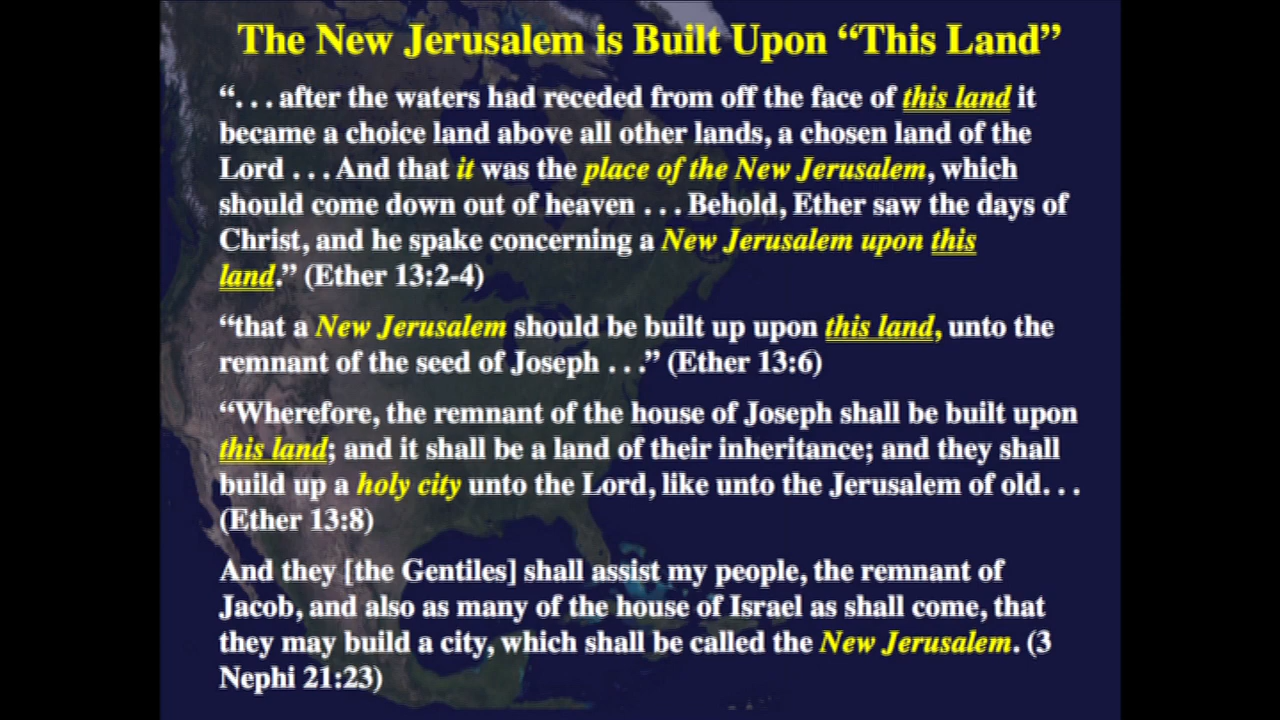 The New Jerusalem is Built Upon “This Land”
“. . . after the waters had receded from off the face of this land it
became a choice land above all other lands, a chosen land of the
Lord . . . And that it was the place of the New Jerusalem, which
should come down out of heaven . . . Behold, Ether saw the days of
Christ, and he spake concerning a New Jerusalem upon this
land.” (Ether 13:2-4)
“that a New Jerusalem should be built up upon this land, unto the
remnant of the seed of Joseph . . .” (Ether 13:6)
“Wherefore, the remnant of the house of Joseph shall be built upon
this land; and it shall be a land of their inheritance; and they shall
build up a holy city unto the Lord, like unto the Jerusalem of old. . .
(Ether 13:8)
And they [the Gentiles] shall assist my people, the remnant of
Jacob, and also as many of the house of Israel as shall come, that
they may build a city, which shall be called the New Jerusalem. (3
Nephi 21:23)